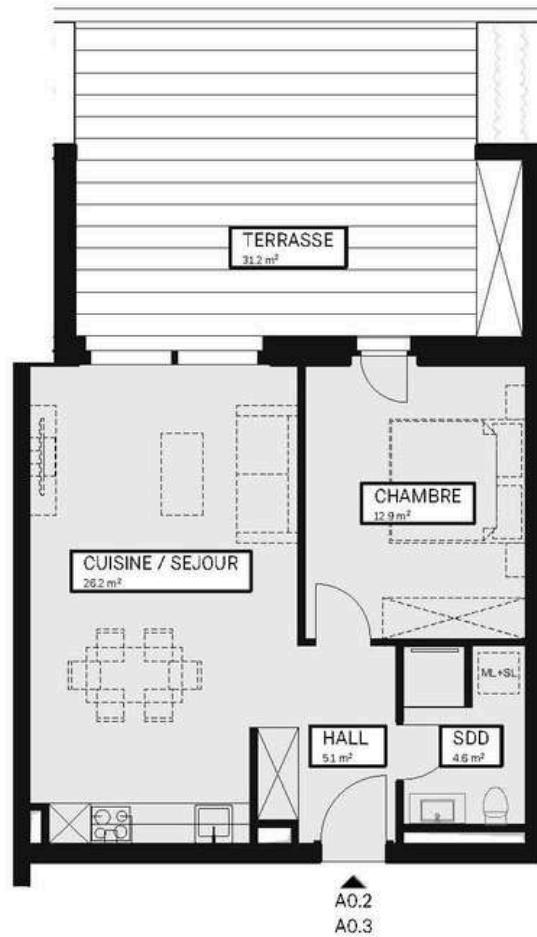 TERRASSE
31.2 m²
CHAMBRE
12.9 m²
CUISINE / SEJOUR
26.2 m²
ML+SL
HALL
5.1 m²
SDD
4.6 m²
A0.2
A0.3